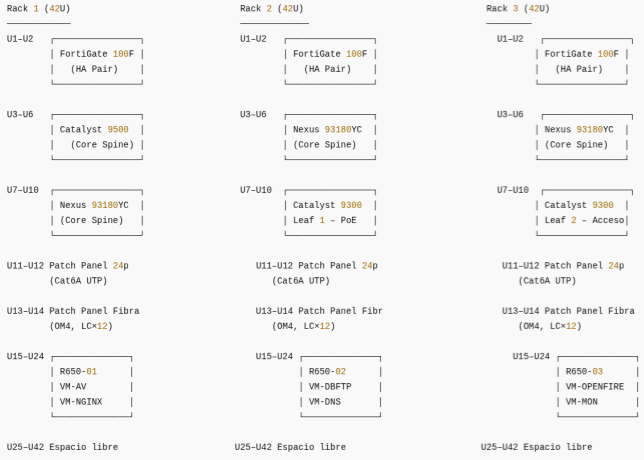 Rack 1 (42U)
U1–U2
FortiGate 100F
(HA Pair)
U3–U6
Catalyst 9500
(Core Spine)
U7–U10
Nexus 93180YC
(Core Spine)
U11–U12 Patch Panel 24p
(Cat6A UTP)
U13–U14 Patch Panel Fibra
(OM4, LC×12)
U15–U24
R650-01
VM-AV
VM-NGINX
U25–U42 Espacio libre
Rack 2 (42U)
U1–U2
FortiGate 100F
(HA Pair)
U3–U6
Nexus 93180YC
(Core Spine)
U7–U10
Catalyst 9300
Leaf 1 – PoE
U11–U12 Patch Panel 24p
(Cat6A UTP)
U13–U14 Patch Panel Fibr
(OM4, LC×12)
U15–U24
R650-02
VM-DBFTP
VM-DNS
U25–U42 Espacio libre
Rack 3 (42U)
U1–U2
FortiGate 100F
(HA Pair)
U3–U6
Nexus 93180YC
(Core Spine)
U7–U10
Catalyst 9300
Leaf 2 – Acceso
U11–U12 Patch Panel 24p
(Cat6A UTP)
U13–U14 Patch Panel Fibra
(OM4, LC×12)
U15–U24
R650-03
VM-OPENFIRE
VM-MON
U25–U42 Espacio libre